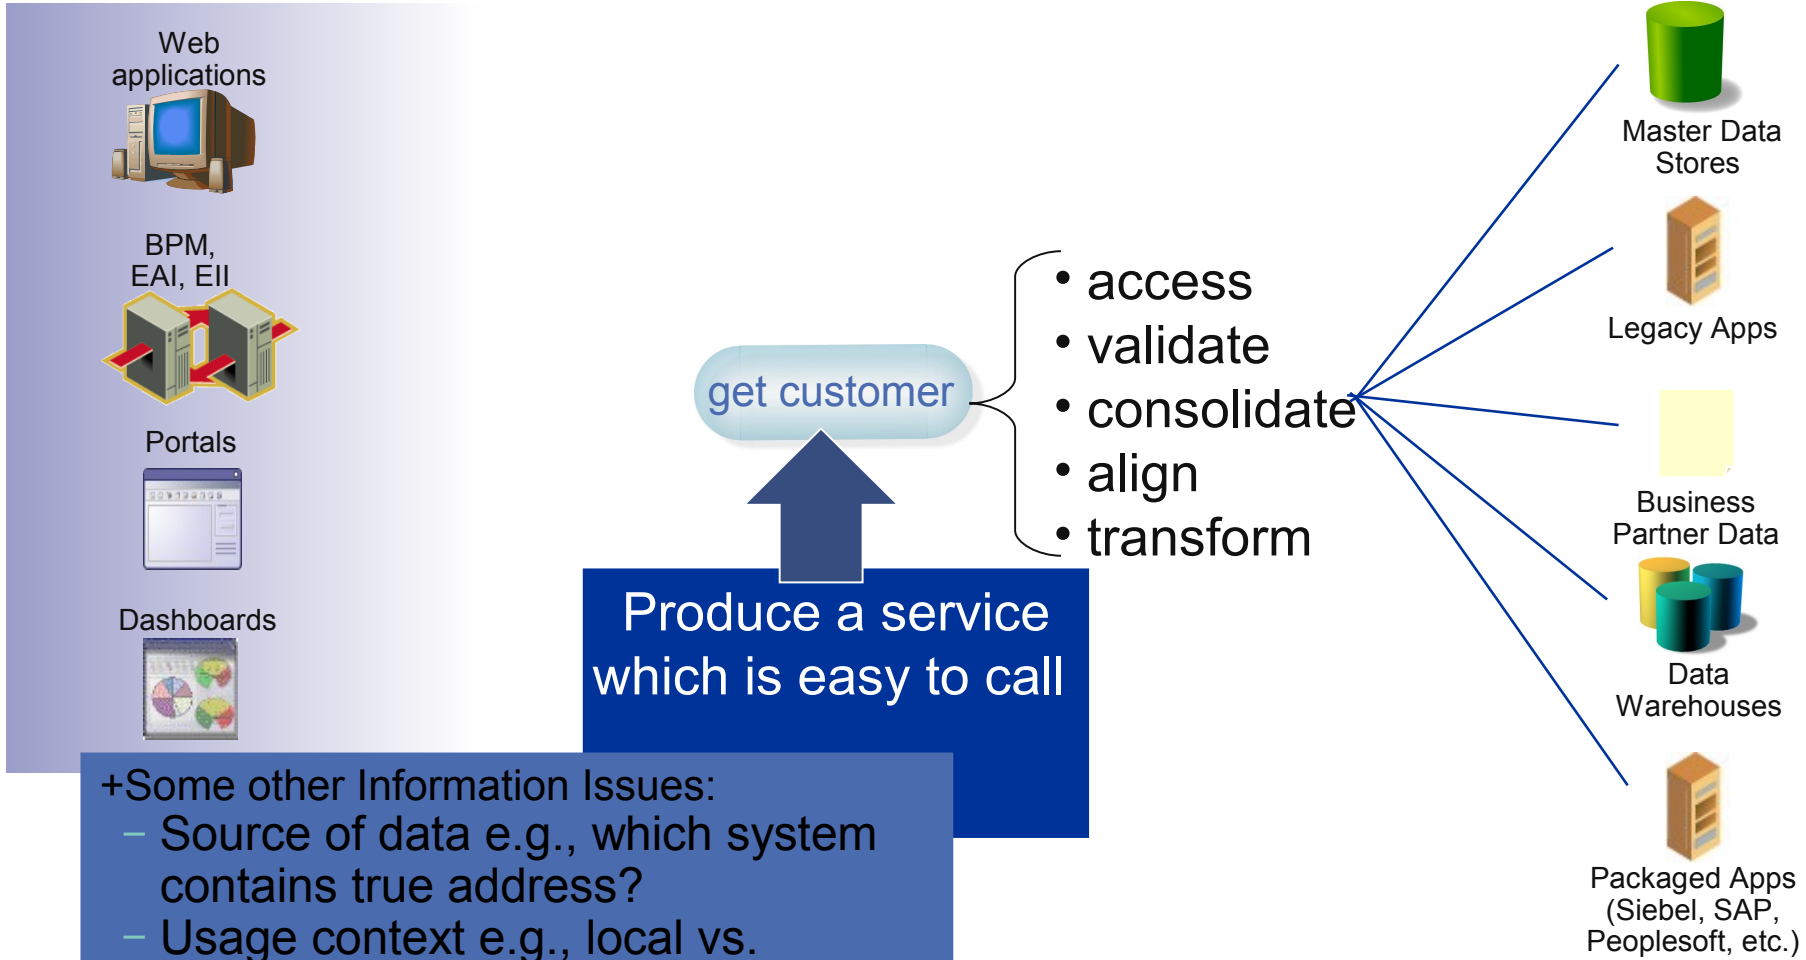 Web
applications
BPM,
EAI, EII
Portals
Dashboards
get customer
• access
• validate
• consolidate
• align
• transform
Produce a service
which is easy to call
+Some other Information Issues:
– Source of data e.g., which system
contains true address?
– Usage context e.g., local vs.
Master Data
Stores
Legacy Apps
Business
Partner Data
Data
Warehouses
Packaged Apps
(Siebel, SAP,
Peoplesoft, etc.)